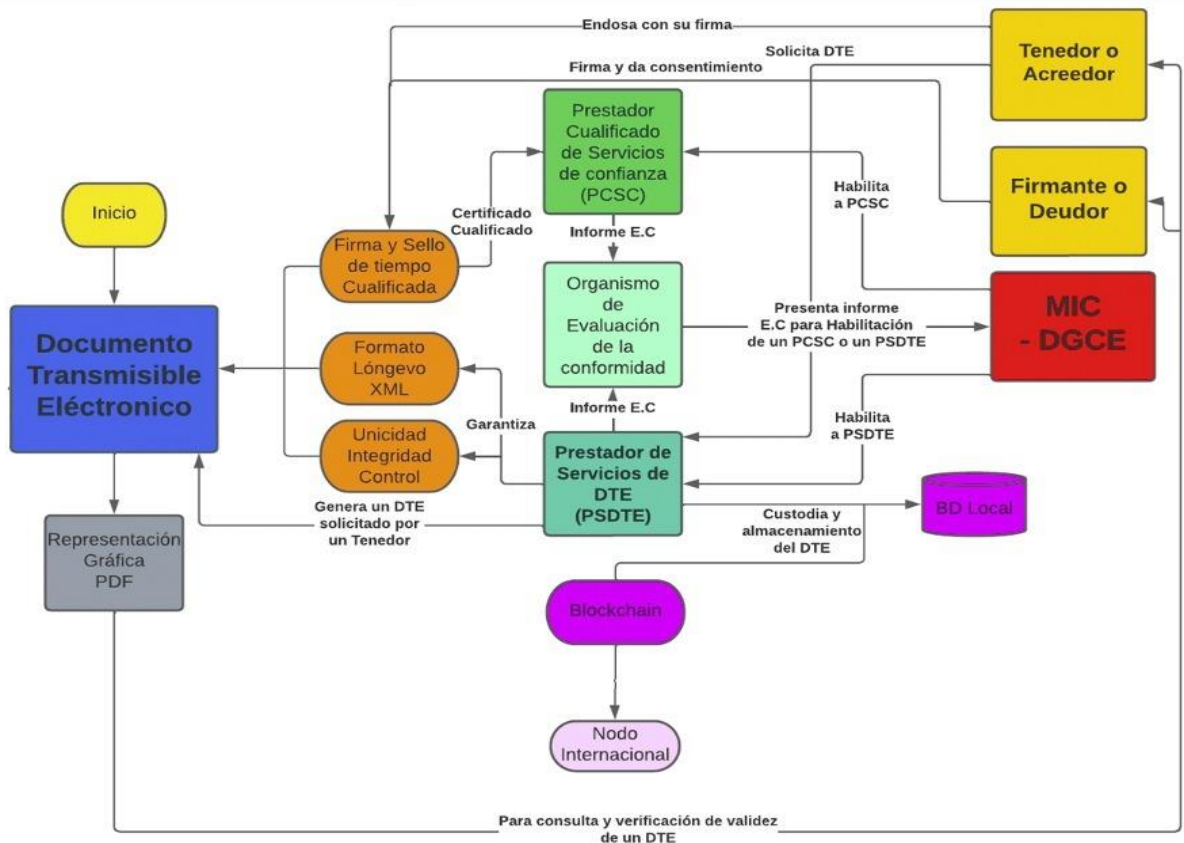 Endosa con su firma
Solicita DTE
Firma y da consentimiento
Tenedor o
Acreedor
Prestador
Cualificado
de Servicios
de confianza
(PCSC)
Habilita
a PCSC
Firmante o
Deudor
Inicio
Certificado
Cualificado
Informe E.C
Firma y Sello
de tiempo
Cualificada
Organismo
de
Evaluación
de la
conformidad
Presenta informe
E.C para Habilitación
de un PCSC o un PSDTE
MIC
- DGCE
Documento
Transmisible
Eléctronico
Formato
Lóngevo
XML
Informe E.C
Garantiza
Habilita
a PSDTE
Unicidad
Integridad
Control
Prestador de
Servicios de
DTE
(PSDTE)
Genera un DTE
solicitado por
un Tenedor
Custodia y
almacenamiento
del DTE
BD Local
Representación
Gráfica
PDF
Blockchain
Nodo
Internacional
Para consulta y verificación de validez
de un DTE